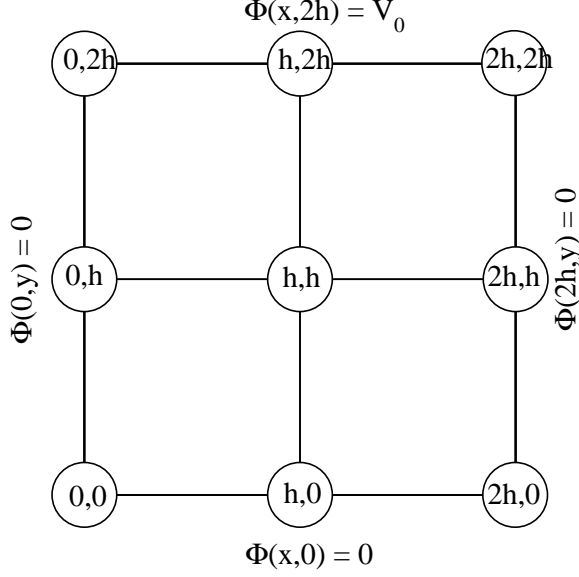 Φ(x,2h) = V₀
0,2h
h,2h
2h,2h
Φ(0,y) = 0
0,h
h,h
2h,h
Φ(2h,y) = 0
0,0
h,0
2h,0
Φ(x,0) = 0